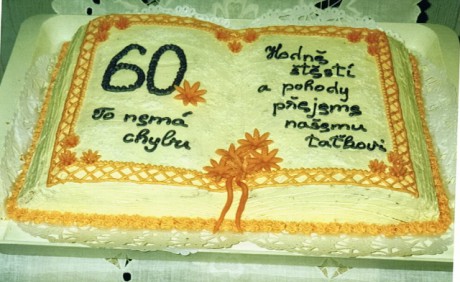 60
To nemá
chybu
Hodně
štěstí
a pohody
přejeme
našemu
taťkovi